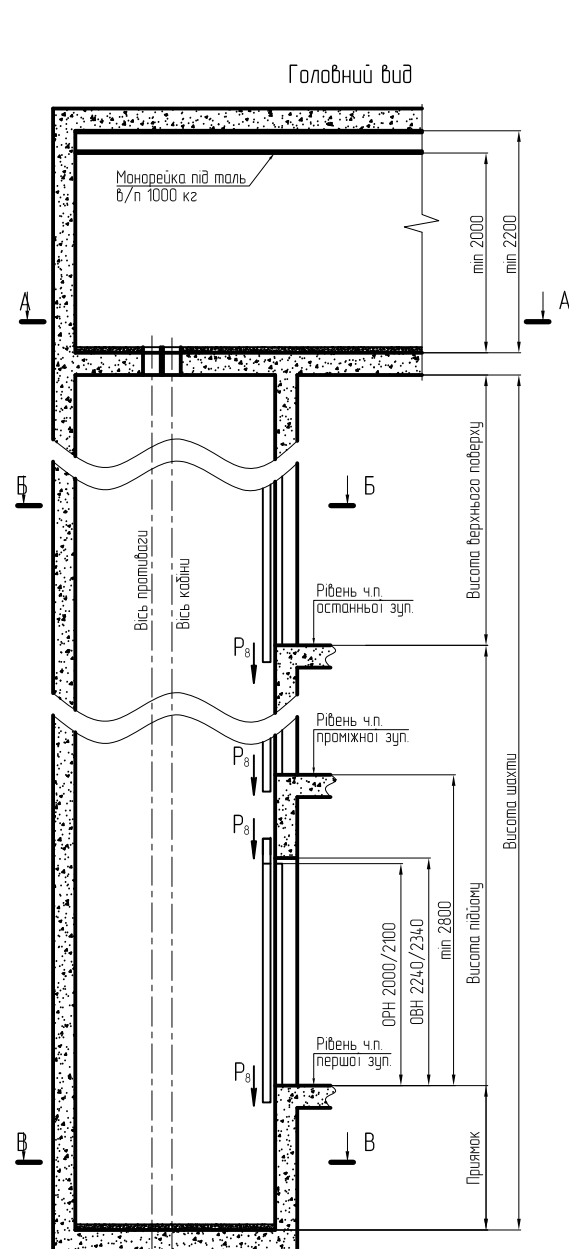 Головний вид
Монорейка під таль
в/п 1000 кг
min 2000
min 2200
А
А
Б
Б
Вісь противаги
Вісь кабіни
Висота верхнього поверху
Рівень ч.п.
останньої зуп.
P8
Рівень ч.п.
проміжної зуп.
P8
P8
Висота шахти
Висота підйому
min 2800
ОВН 2240/2340
ОРН 2000/2100
Рівень ч.п.
першої зуп.
P8
В
В
Приямок